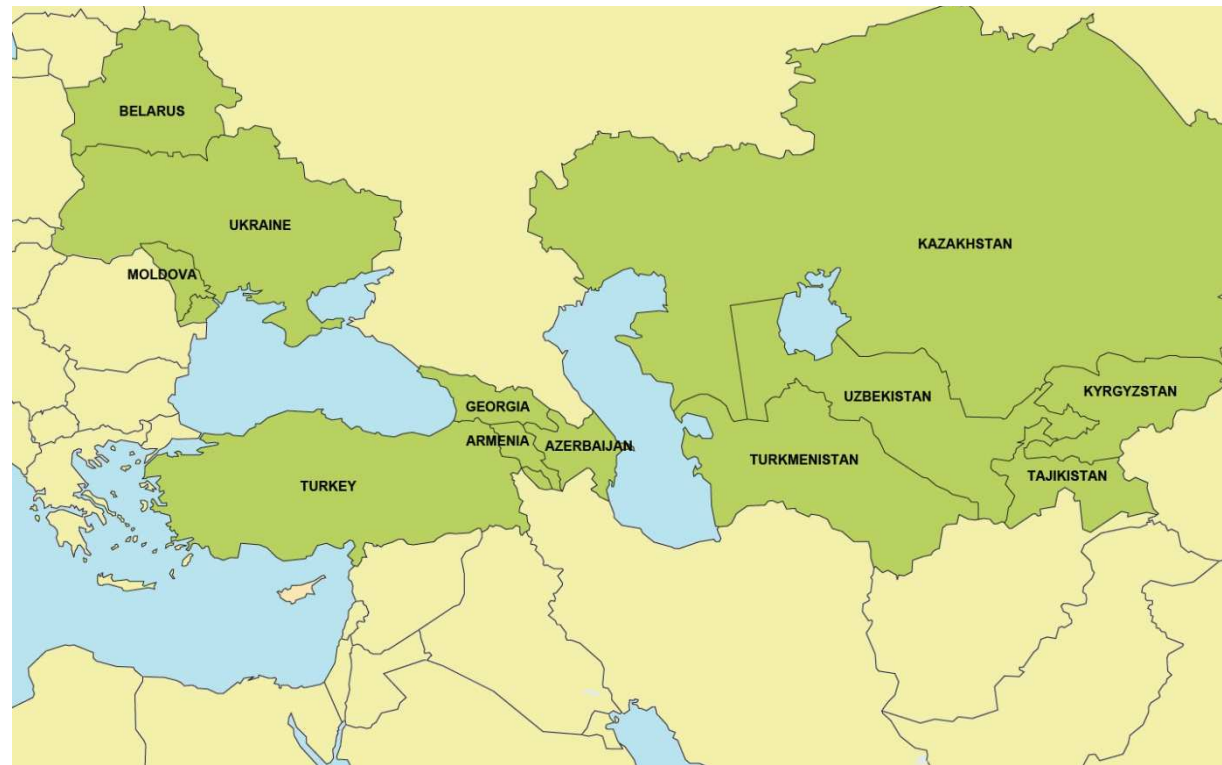 BELARUS
UKRAINE
KAZAKHSTAN
MOLDOVA
UZBEKISTAN
KYRGYZSTAN
GEORGIA
ARMENIA
AZERBAIJAN
TURKMENISTAN
TAJIKISTAN
TURKEY